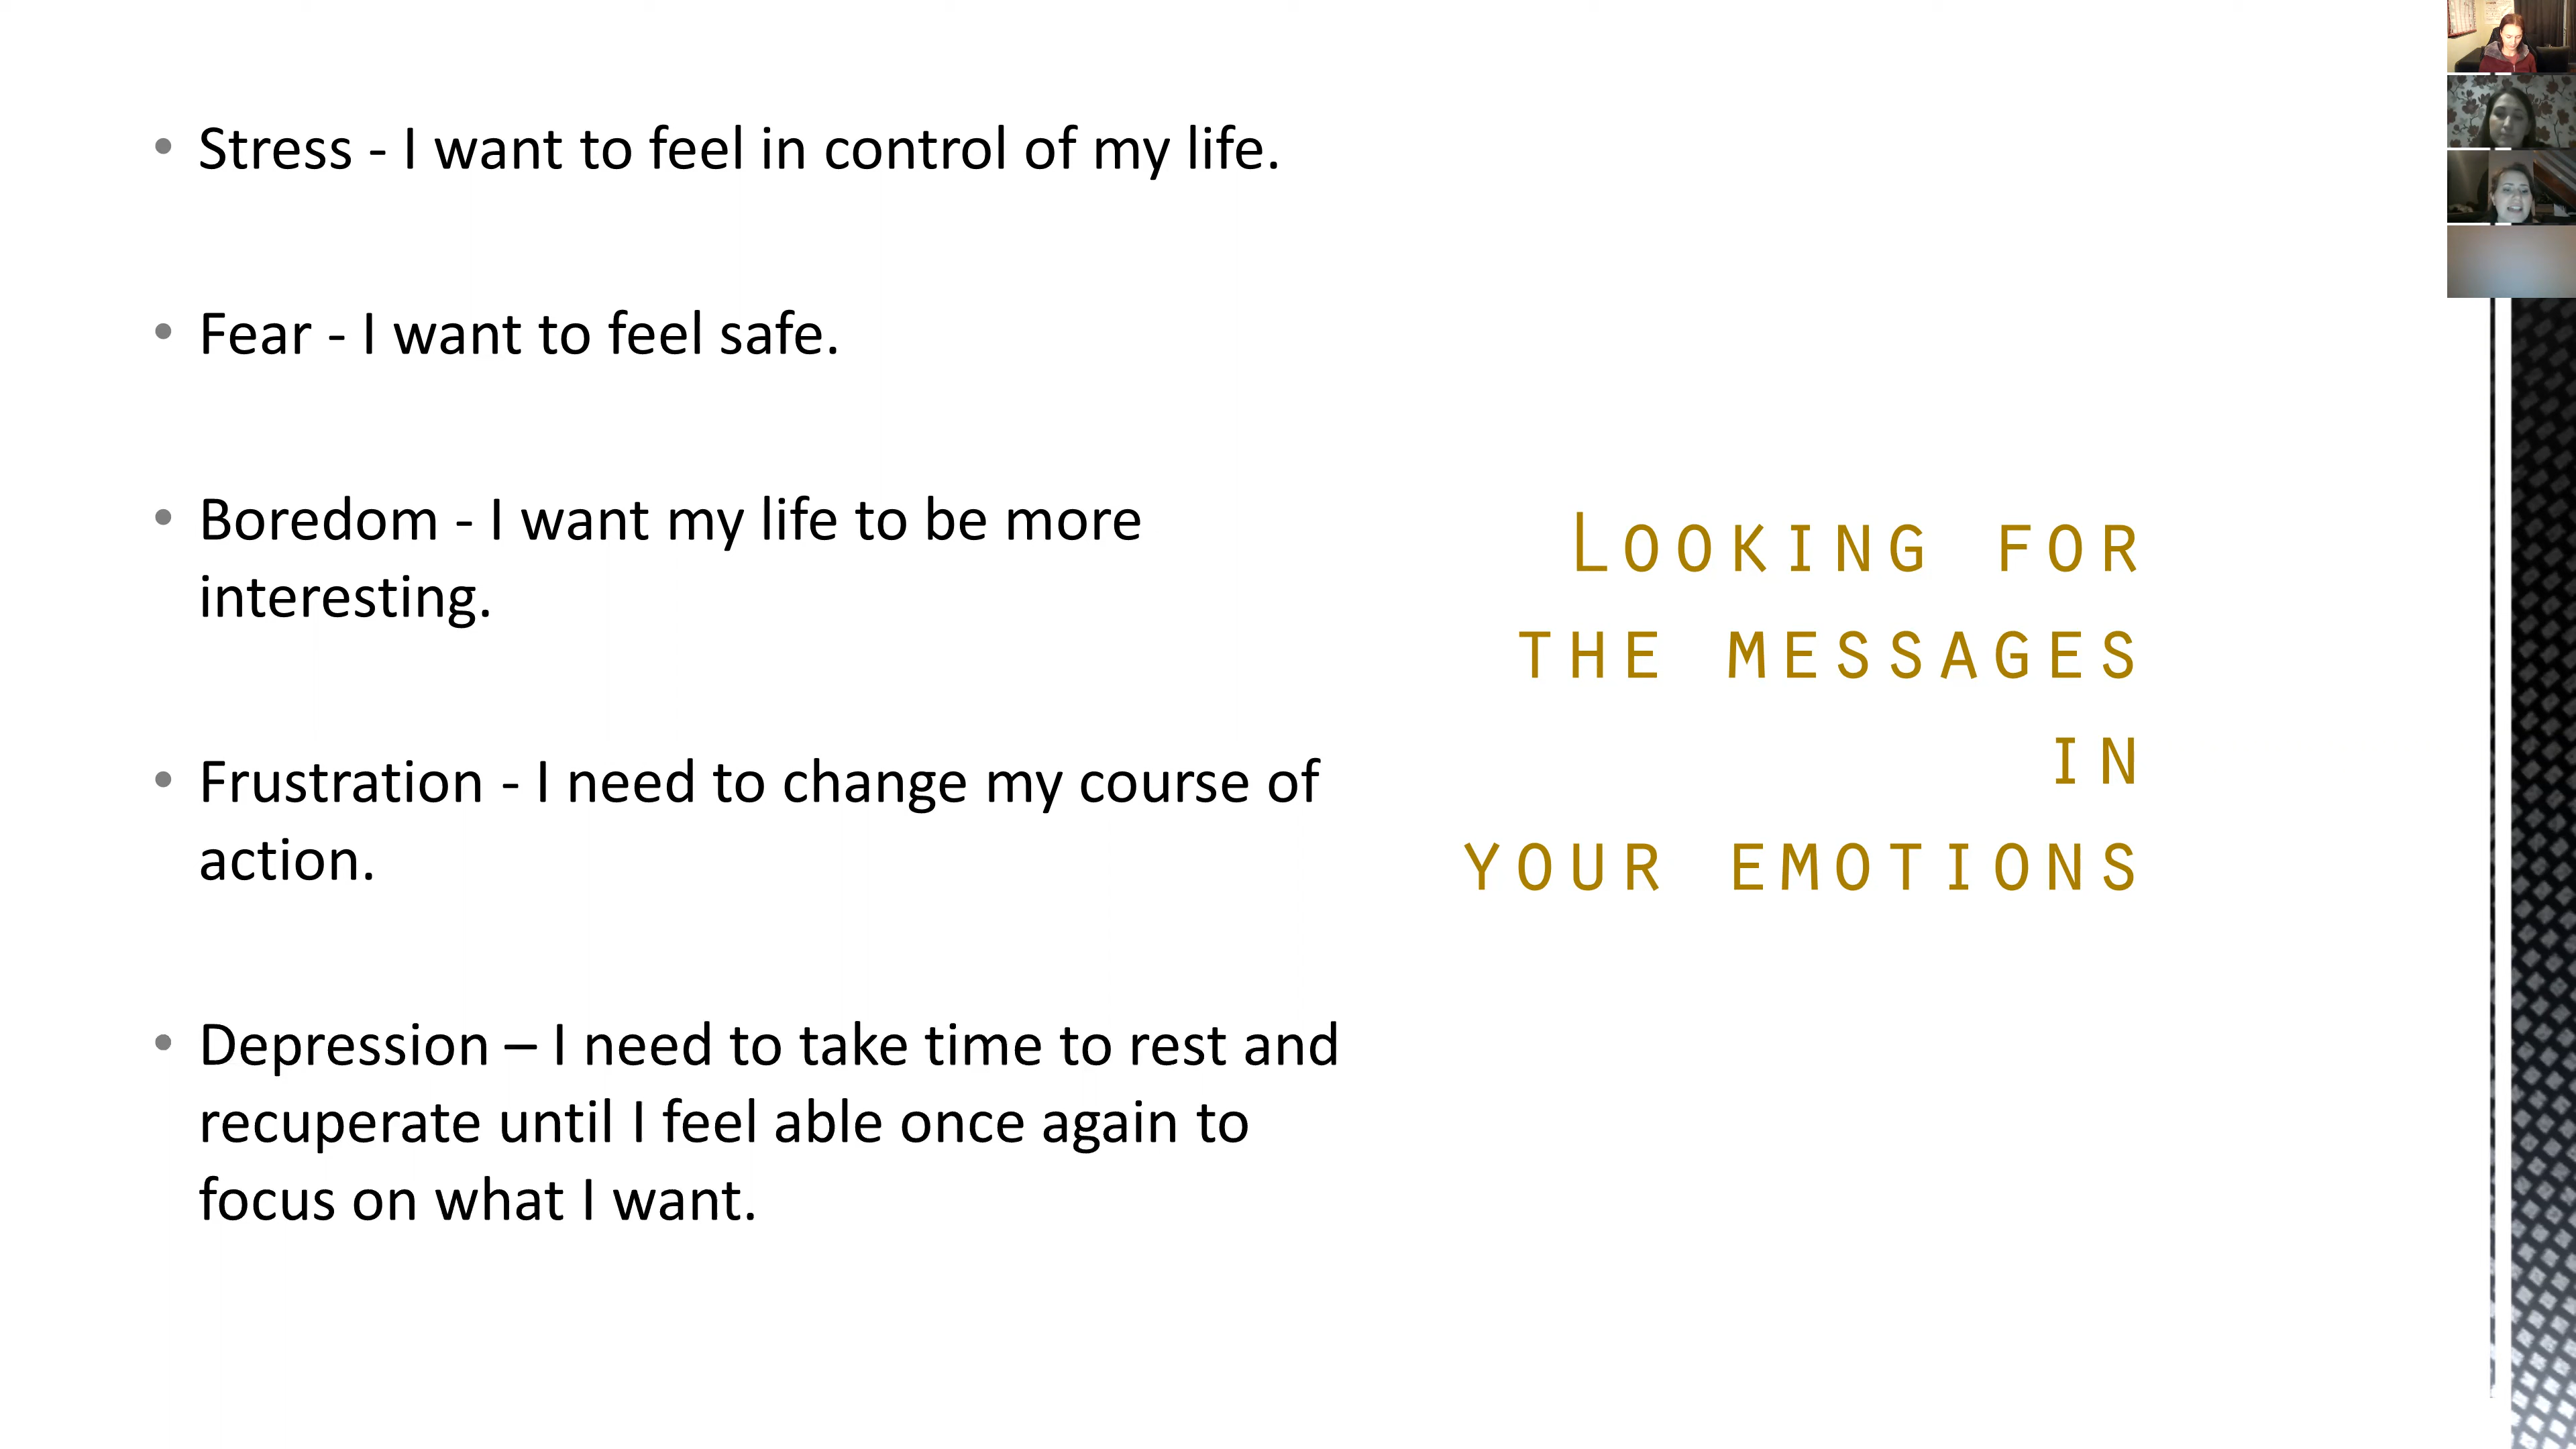 • Stress - I want to feel in control of my life.
• Fear - I want to feel safe.
• Boredom - I want my life to be more
interesting.
• Frustration - I need to change my course of
action.
• Depression – I need to take time to rest and
recuperate until I feel able once again to
focus on what I want.
LOOKING FOR
THE MESSAGES
IN
YOUR EMOTIONS